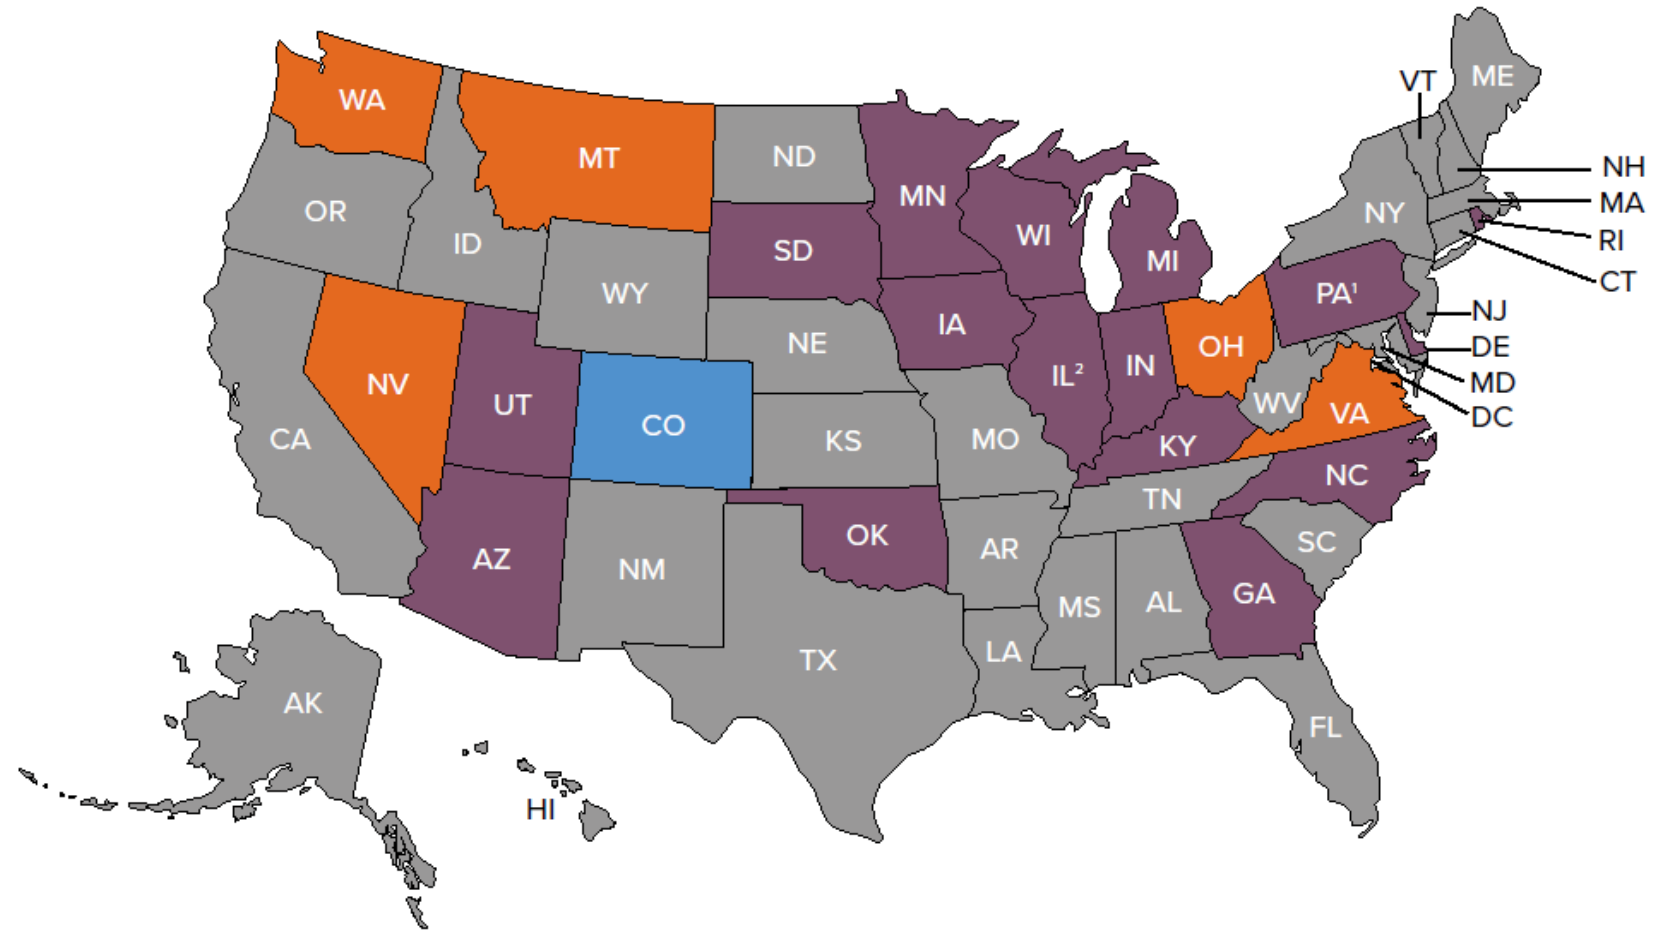 WA
MT
ND
MN
VT
ME
OR
ID
WY
SD
WI
MI
NY
NH
MA
RI
CT
NV
UT
CO
NE
IA
IL²
IN
OH
PA¹
NJ
DE
MD
DC
CA
AZ
NM
KS
MO
KY
WV
VA
OK
AR
TN
NC
SC
TX
LA
MS
AL
GA
FL
AK
HI